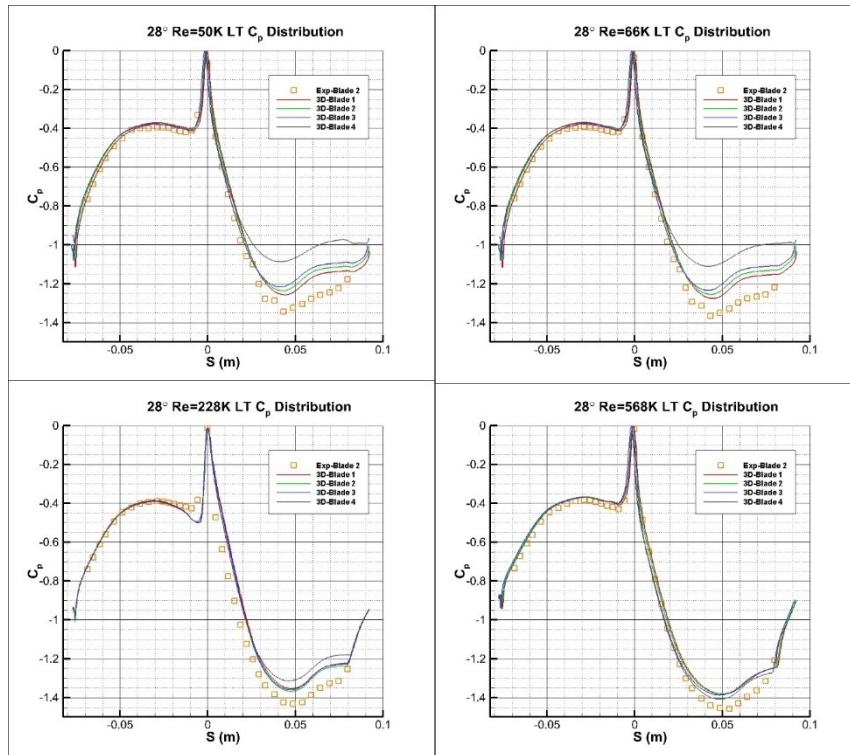 28° Re=50K LT Cp Distribution
0
-0.2
-0.4
-0.6
-0.8
-1
-1.2
-1.4
Cp
Exp-Blade 2
3D-Blade 1
3D-Blade 2
3D-Blade 3
3D-Blade 4
-0.05
0
0.05
0.1
S (m)
28° Re=66K LT Cp Distribution
0
-0.2
-0.4
-0.6
-0.8
-1
-1.2
-1.4
Cp
Exp-Blade 2
3D-Blade 1
3D-Blade 2
3D-Blade 3
3D-Blade 4
-0.05
0
0.05
0.1
S (m)
28° Re=228K LT Cp Distribution
0
-0.2
-0.4
-0.6
-0.8
-1
-1.2
-1.4
Cp
Exp-Blade 2
3D-Blade 1
3D-Blade 2
3D-Blade 3
3D-Blade 4
-0.05
0
0.05
0.1
S (m)
28° Re=568K LT Cp Distribution
0
-0.2
-0.4
-0.6
-0.8
-1
-1.2
-1.4
Cp
Exp-Blade 2
3D-Blade 1
3D-Blade 2
3D-Blade 3
3D-Blade 4
-0.05
0
0.05
0.1
S (m)